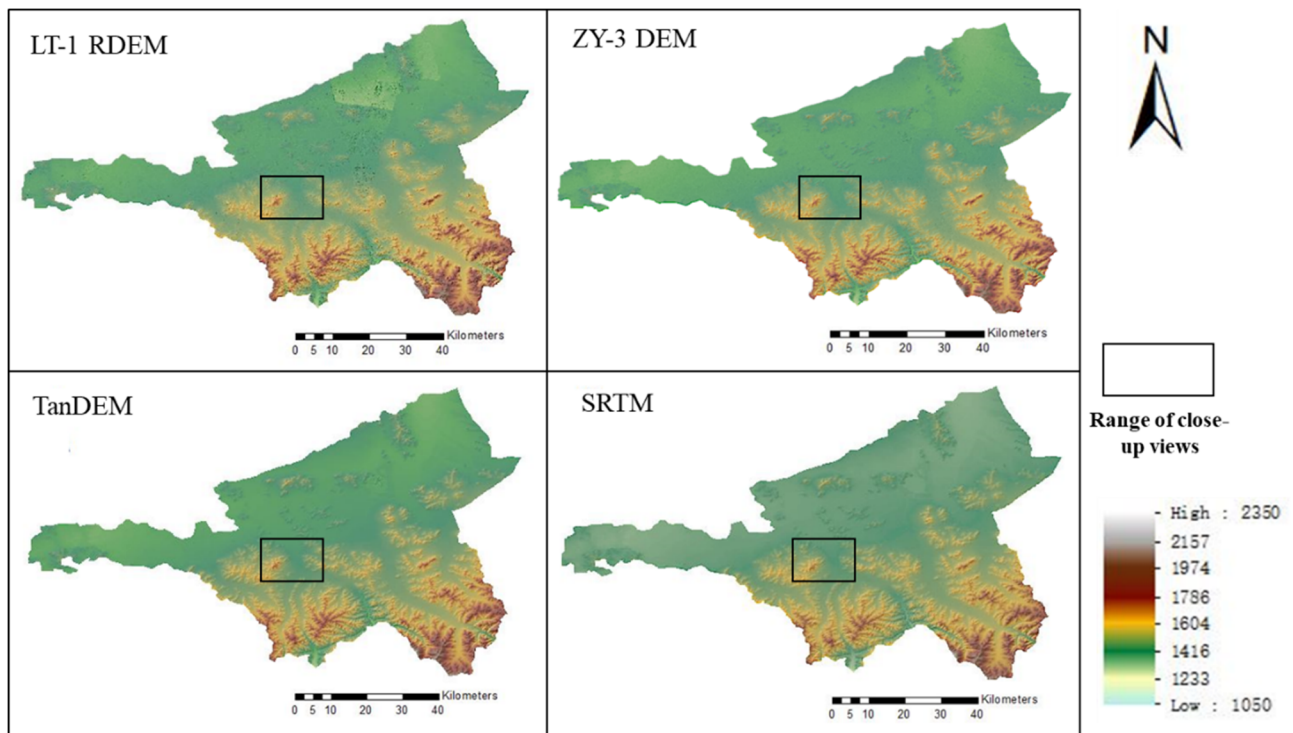 LT-1 RDEM
ZY-3 DEM
N
Kilometers
0 5 10 20 30 40
Kilometers
0 5 10 20 30 40
TanDEM
SRTM
Range of close-
up views
High : 2350
2157
1974
1786
1604
1416
1233
Low : 1050
Kilometers
0 5 10 20 30 40
Kilometers
0 5 10 20 30 40